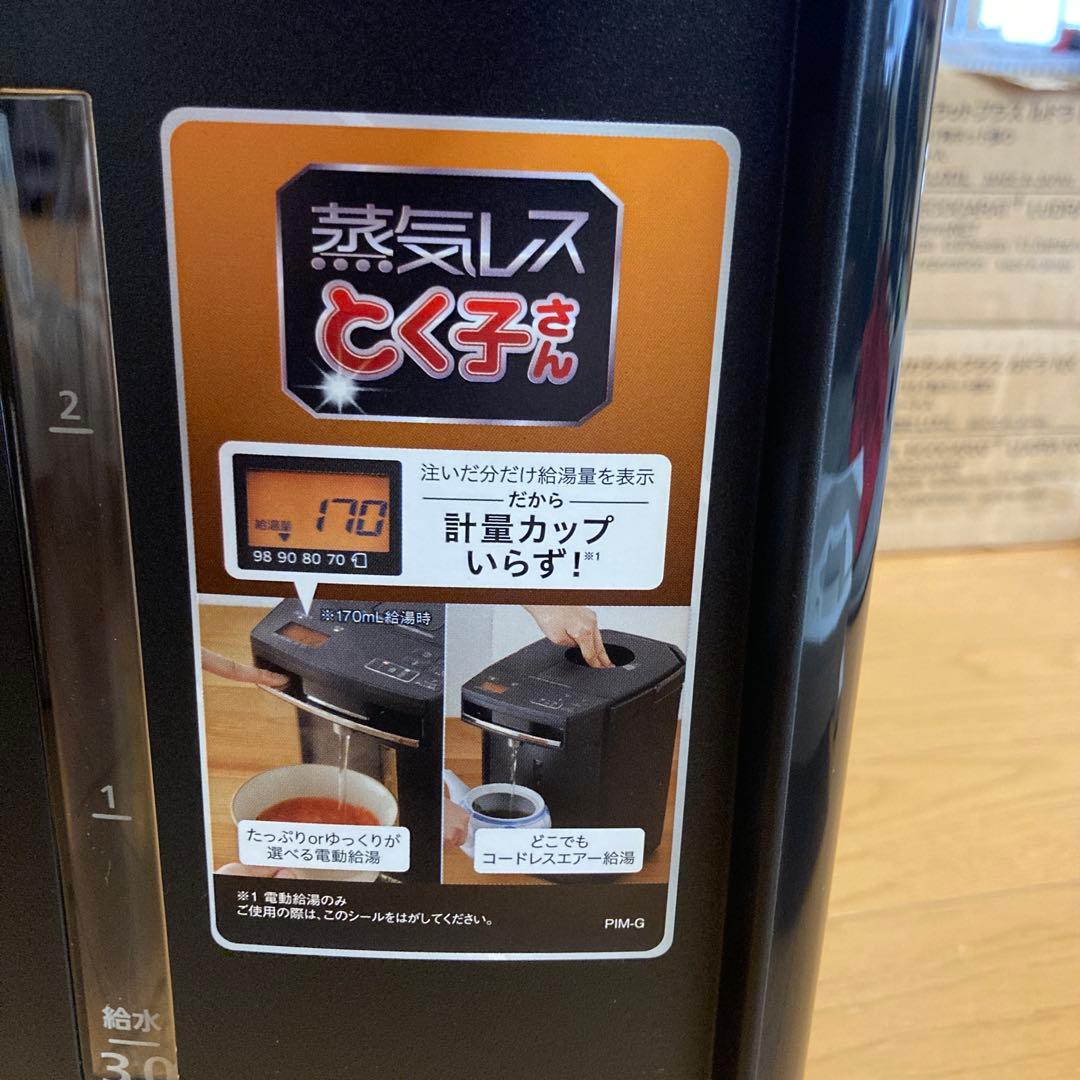 蒸気レス
とく子さん
注いだ分だけ給湯量を表示
だから
計量カップ
いらず!※1
給湯量 170
98 90 80 70
※170mL給湯時
たっぷりorゆっくりが
選べる電動給湯
どこでも
コードレスエアー給湯
※1 電動給湯のみ
ご使用の際は、このシールをはがしてください。
PIM-G
2
1
給水
3.0